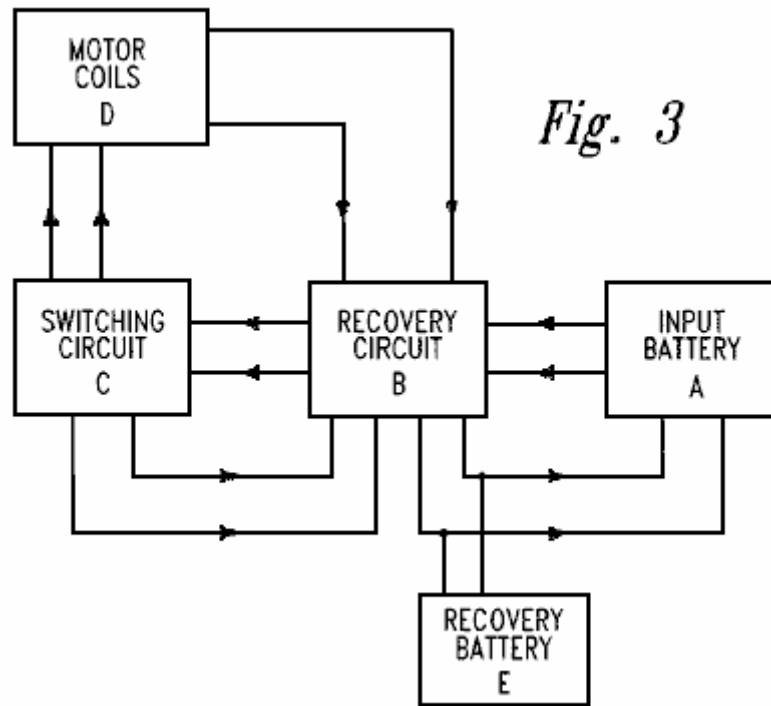 MOTOR
COILS
D
Fig. 3
SWITCHING
CIRCUIT
C
RECOVERY
CIRCUIT
B
INPUT
BATTERY
A
RECOVERY
BATTERY
E